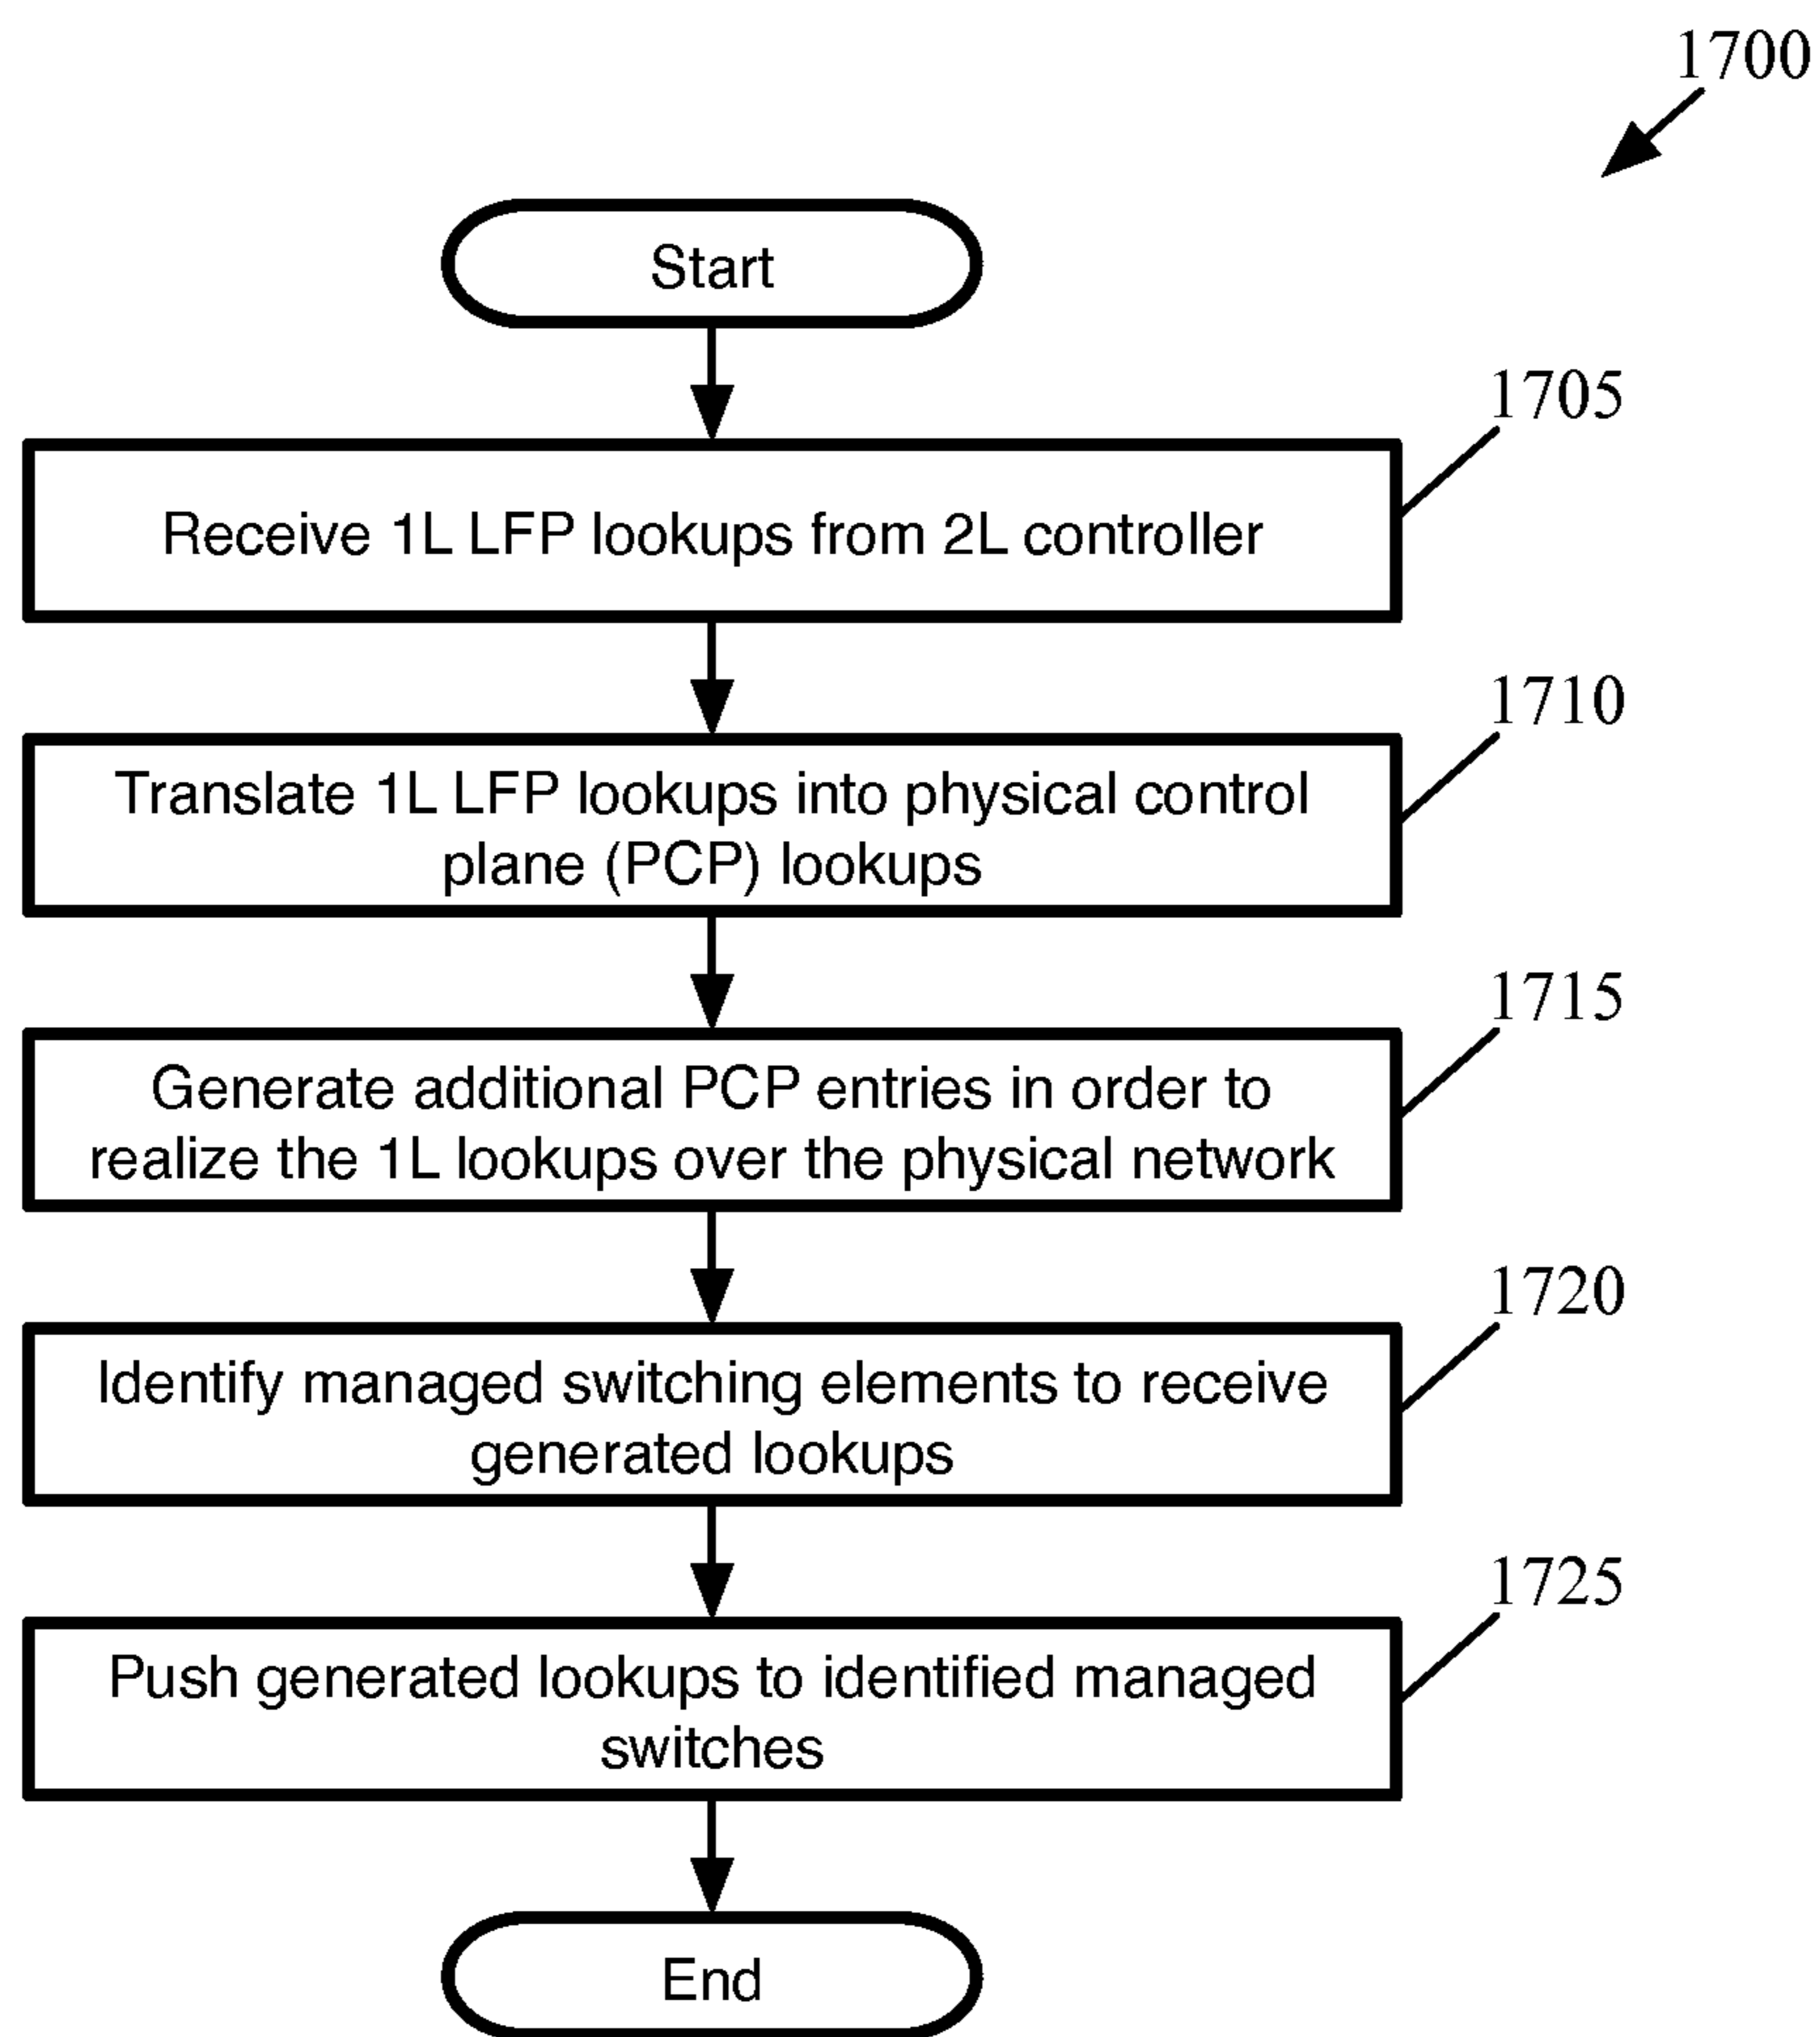 1700
Start
1705
Receive 1L LFP lookups from 2L controller
1710
Translate 1L LFP lookups into physical control
plane (PCP) lookups
1715
Generate additional PCP entries in order to
realize the 1L lookups over the physical network
1720
Identify managed switching elements to receive
generated lookups
1725
Push generated lookups to identified managed
switches
End